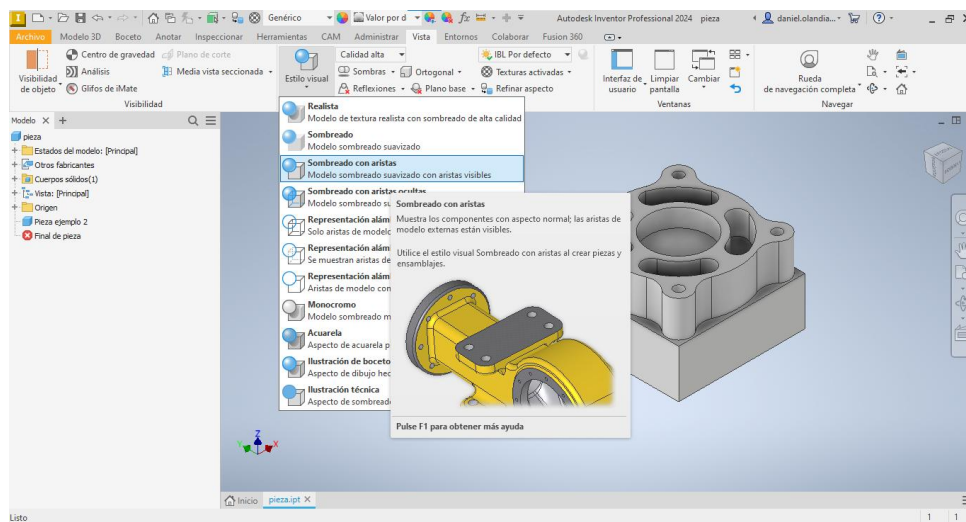 Genérico
Valor por d
Autodesk Inventor Professional 2024 pieza
daniel.olandia...
Archivo Modelo 3D Boceto Anotar Inspeccionar Herramientas CAM Administrar Vista Entornos Colaborar Fusion 360
Visibilidad de objeto
Centro de gravedad
Plano de corte
Análisis
Media vista seccionada
Glifos de iMate
Visibilidad
Estilo visual
Calidad alta
IBL Por defecto
Sombras
Ortogonal
Texturas activadas
Reflexiones
Plano base
Refinar aspecto
Interfaz de usuario
Limpiar pantalla
Cambiar
Ventanas
Rueda
de navegación completa
Navegar
Modelo
pieza
Estados del modelo: [Principal]
Otros fabricantes
Cuerpos sólidos(1)
Vista: [Principal]
Origen
Pieza ejemplo 2
Final de pieza
Realista
Modelo de textura realista con sombreado de alta calidad
Sombreado
Modelo sombreado suavizado
Sombreado con aristas
Modelo sombreado suavizado con aristas visibles
Sombreado con aristas ocultas
Modelo sombreado su
Representación alám
Solo aristas de modelo
Representación alám
Se muestran aristas de
Representación alám
Aristas de modelo con
Monocromo
Modelo sombreado m
Acuarela
Aspecto de acuarela p
Ilustración de boceto
Aspecto de dibujo hec
Ilustración técnica
Aspecto de sombreado
Sombreado con aristas
Muestra los componentes con aspecto normal; las aristas de
modelo externas están visibles.
Utilice el estilo visual Sombreado con aristas al crear piezas y
ensamblajes.
Pulse F1 para obtener más ayuda
Z
X
Inicio
pieza.ipt
Listo
1 1